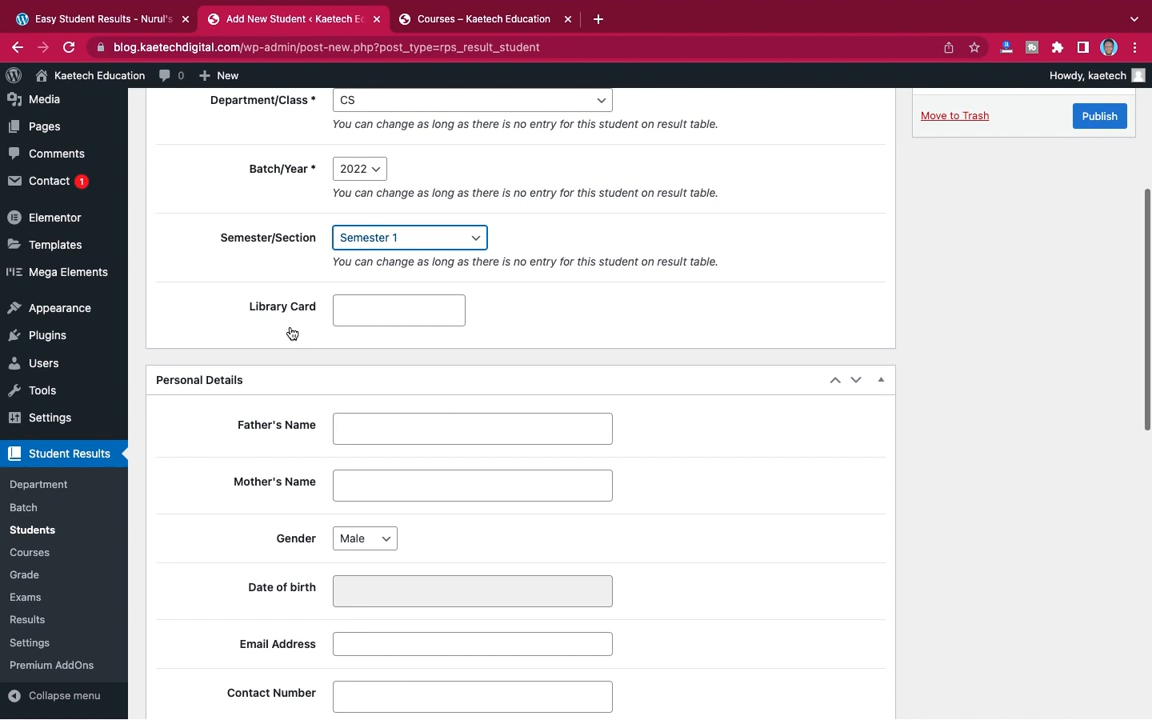 Easy Student Results - Nurul's
Add New Student ‹ Kaetech Ec
Courses – Kaetech Education
blog.kaetechdigital.com/wp-admin/post-new.php?post_type=rps_result_student
Kaetech Education
0
New
Howdy, kaetech
Media
Pages
Comments
Contact 1
Elementor
Templates
Mega Elements
Appearance
Plugins
Users
Tools
Settings
Student Results
Department
Batch
Students
Courses
Grade
Exams
Results
Settings
Premium AddOns
Collapse menu
Department/Class *
CS
You can change as long as there is no entry for this student on result table.
Batch/Year *
2022
You can change as long as there is no entry for this student on result table.
Semester/Section
Semester 1
You can change as long as there is no entry for this student on result table.
Library Card
Personal Details
Father's Name
Mother's Name
Gender
Male
Date of birth
Email Address
Contact Number
Move to Trash
Publish